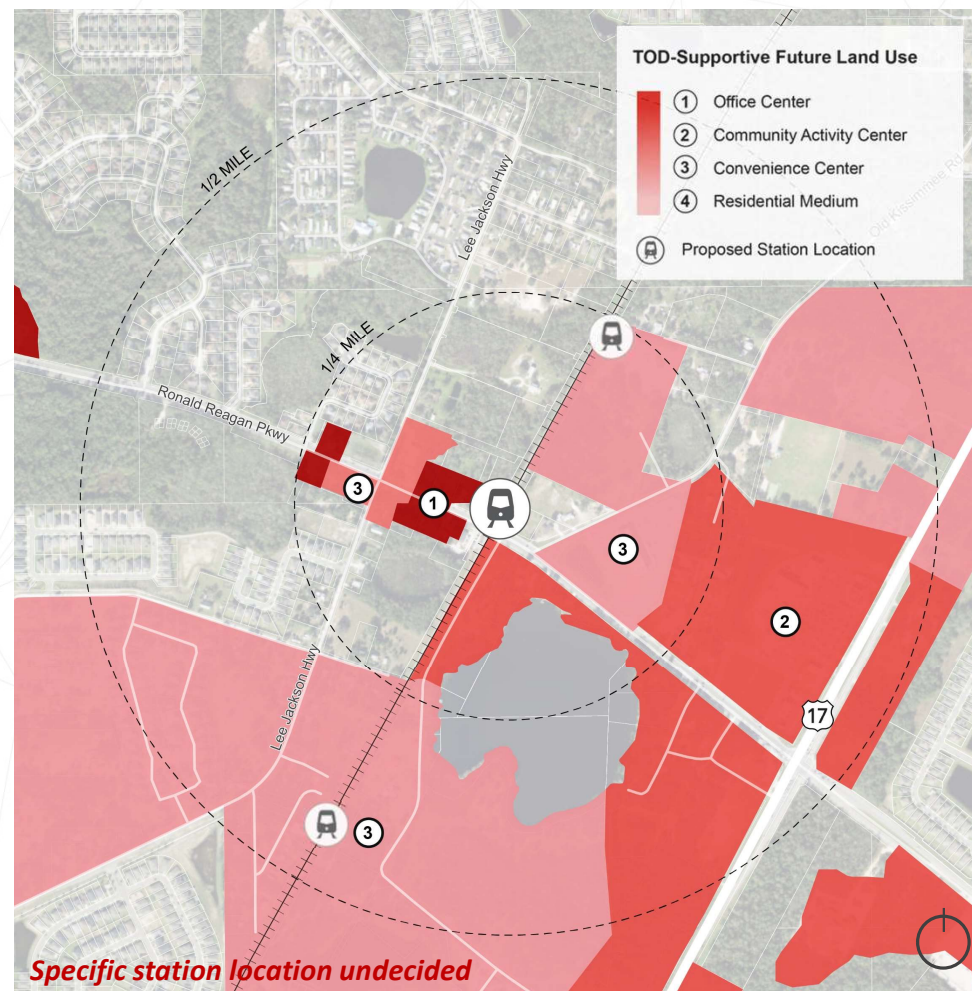 TOD-Supportive Future Land Use
1 Office Center
2 Community Activity Center
3 Convenience Center
4 Residential Medium
Proposed Station Location
Old Kissimmee Rd
1/2 MILE
Lee Jackson Hwy
1/4 MILE
Ronald Reagan Pkwy
3
1
3
2
Lee Jackson Hwy
17
3
Specific station location undecided